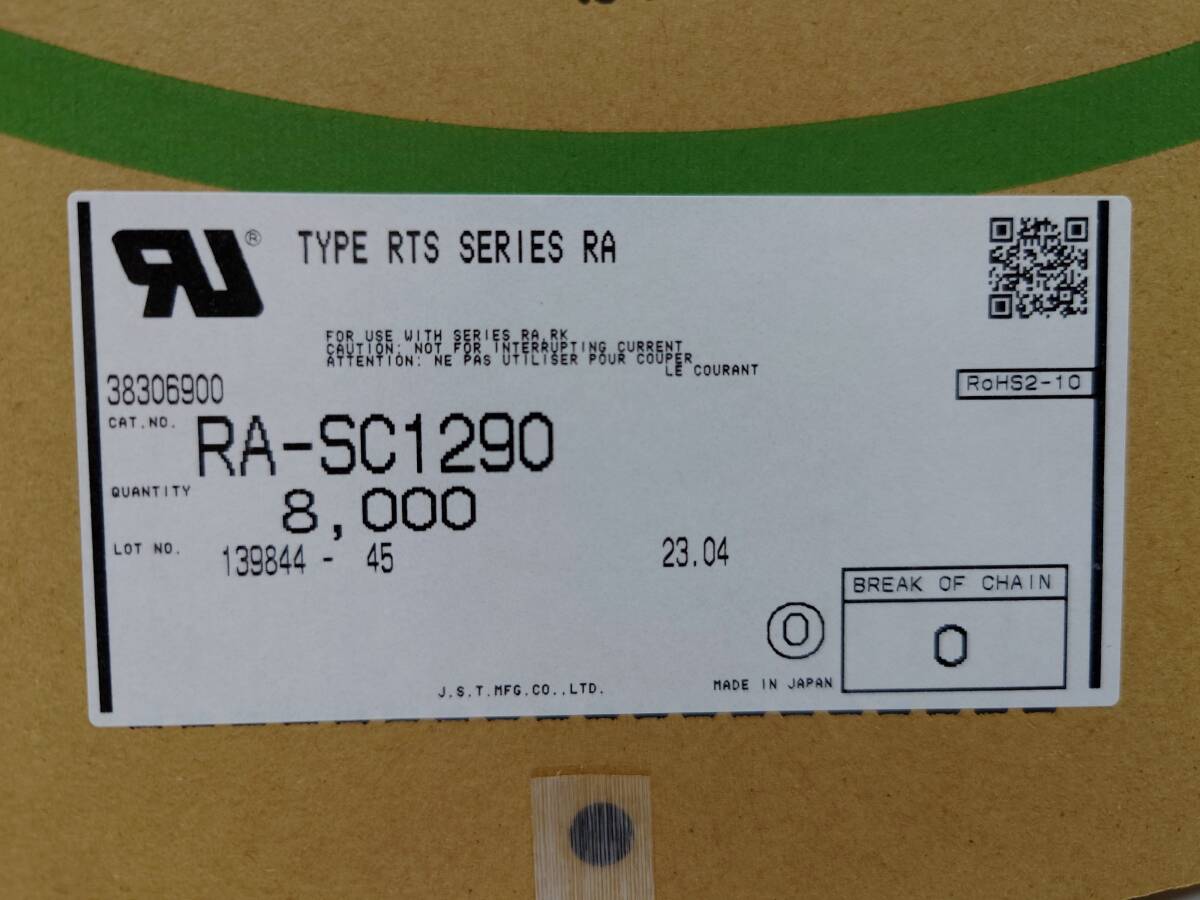 TYPE RTS SERIES RA
FOR USE WITH SERIES RA,RK
CAUTION: NOT FOR INTERRUPTING CURRENT
ATTENTION: NE PAS UTILISER POUR COUPER
LE COURANT
38306900
RoHS2-10
CAT.NO. RA-SC1290
QUANTITY 8,000
LOT NO. 139844 - 45 23.04
BREAK OF CHAIN
0 0
J.S.T.MFG.CO.,LTD. MADE IN JAPAN